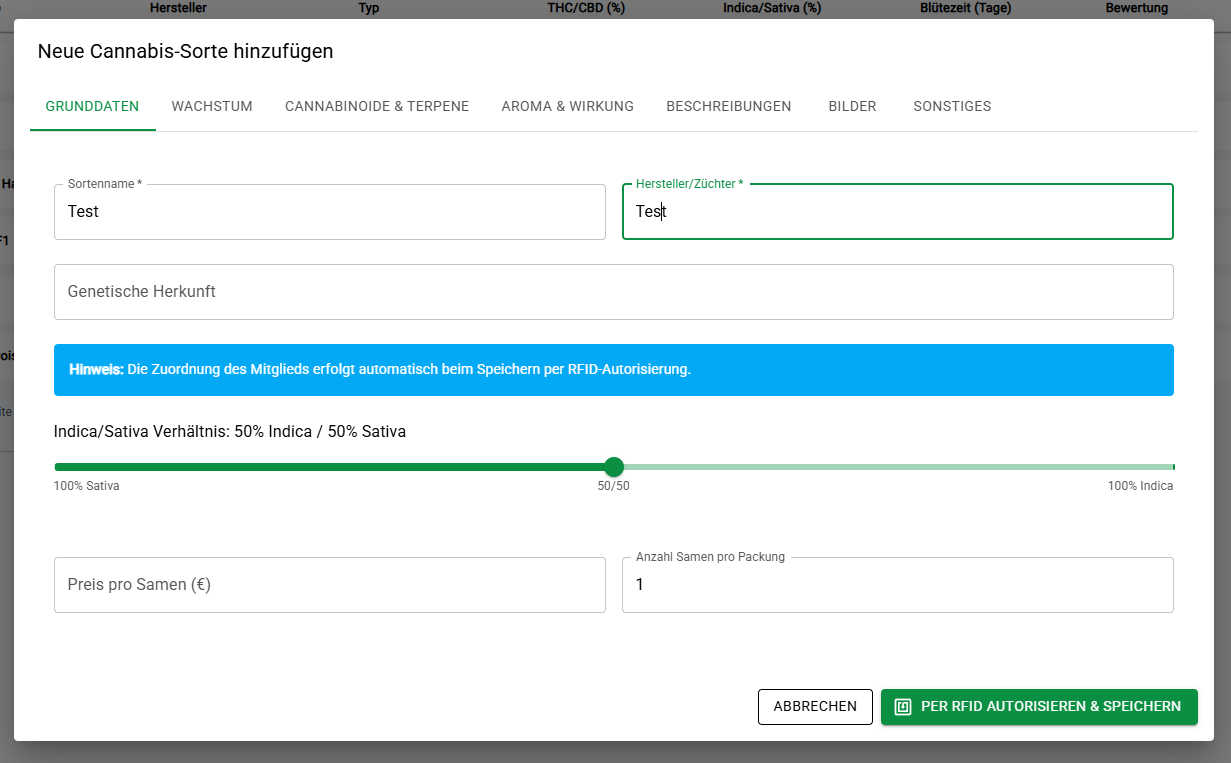 Hersteller Typ THC/CBD (%) Indica/Sativa (%) Blütezeit (Tage) Bewertung
Neue Cannabis-Sorte hinzufügen
GRUNDDATEN WACHSTUM CANNABINOIDE & TERPENE AROMA & WIRKUNG BESCHREIBUNGEN BILDER SONSTIGES
Sortenname * Hersteller/Züchter *
Test Test
Genetische Herkunft
Hinweis: Die Zuordnung des Mitglieds erfolgt automatisch beim Speichern per RFID-Autorisierung.
Indica/Sativa Verhältnis: 50% Indica / 50% Sativa
100% Sativa 50/50 100% Indica
Anzahl Samen pro Packung
Preis pro Samen (€) 1
ABBRECHEN PER RFID AUTORISIEREN & SPEICHERN